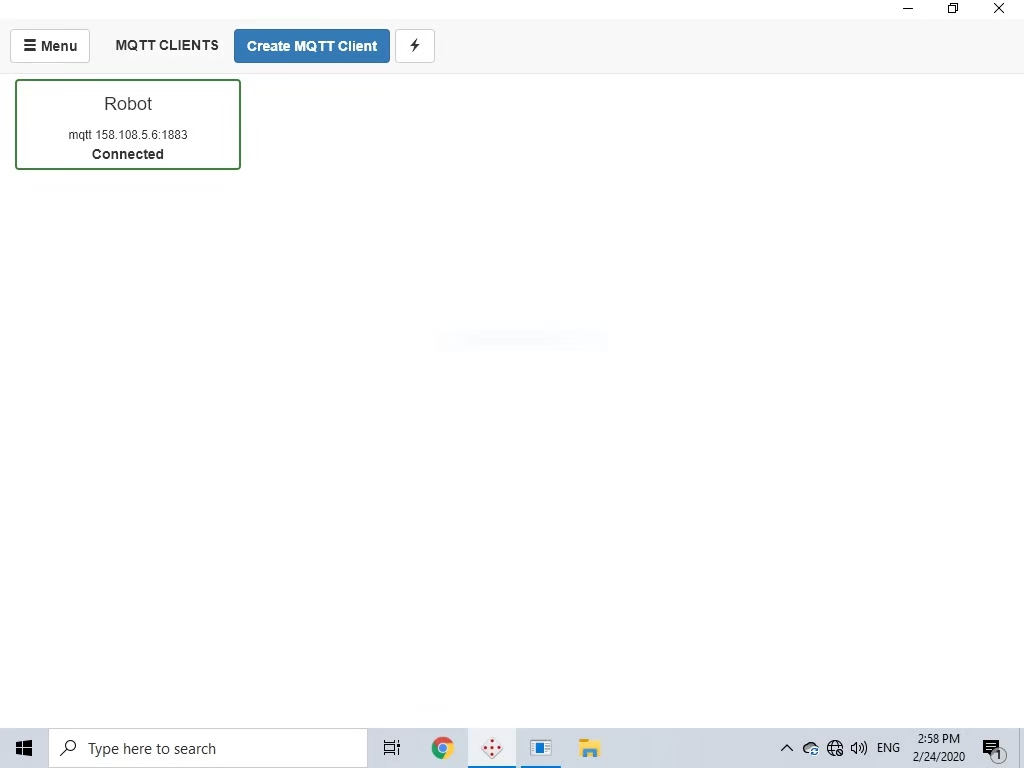 Menu
MQTT CLIENTS
Create MQTT Client
Robot
mqtt 158.108.5.6:1883
Connected
Type here to search
ENG
2:58 PM
2/24/2020
1